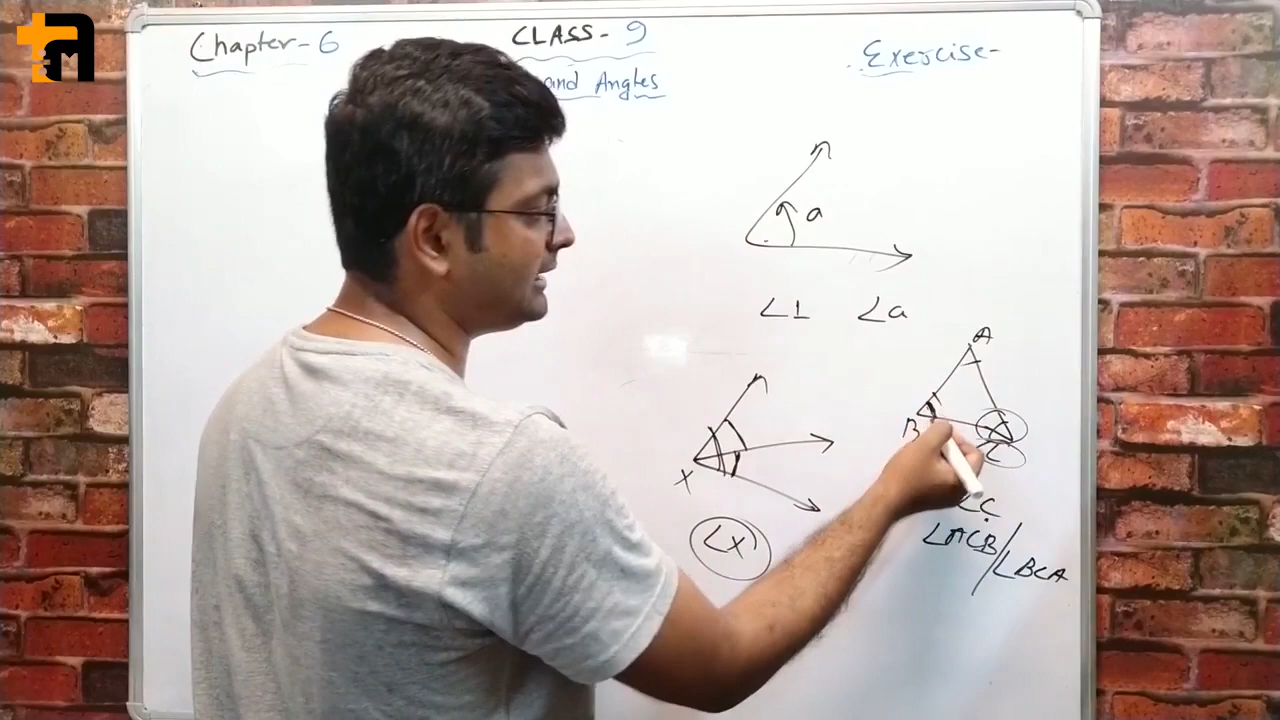 Chapter-6
CLASS-9
and Angles
Exercise-
a
∠1 ∠a
A
B
C
X
∠X
∠C
∠ACB/∠BCA